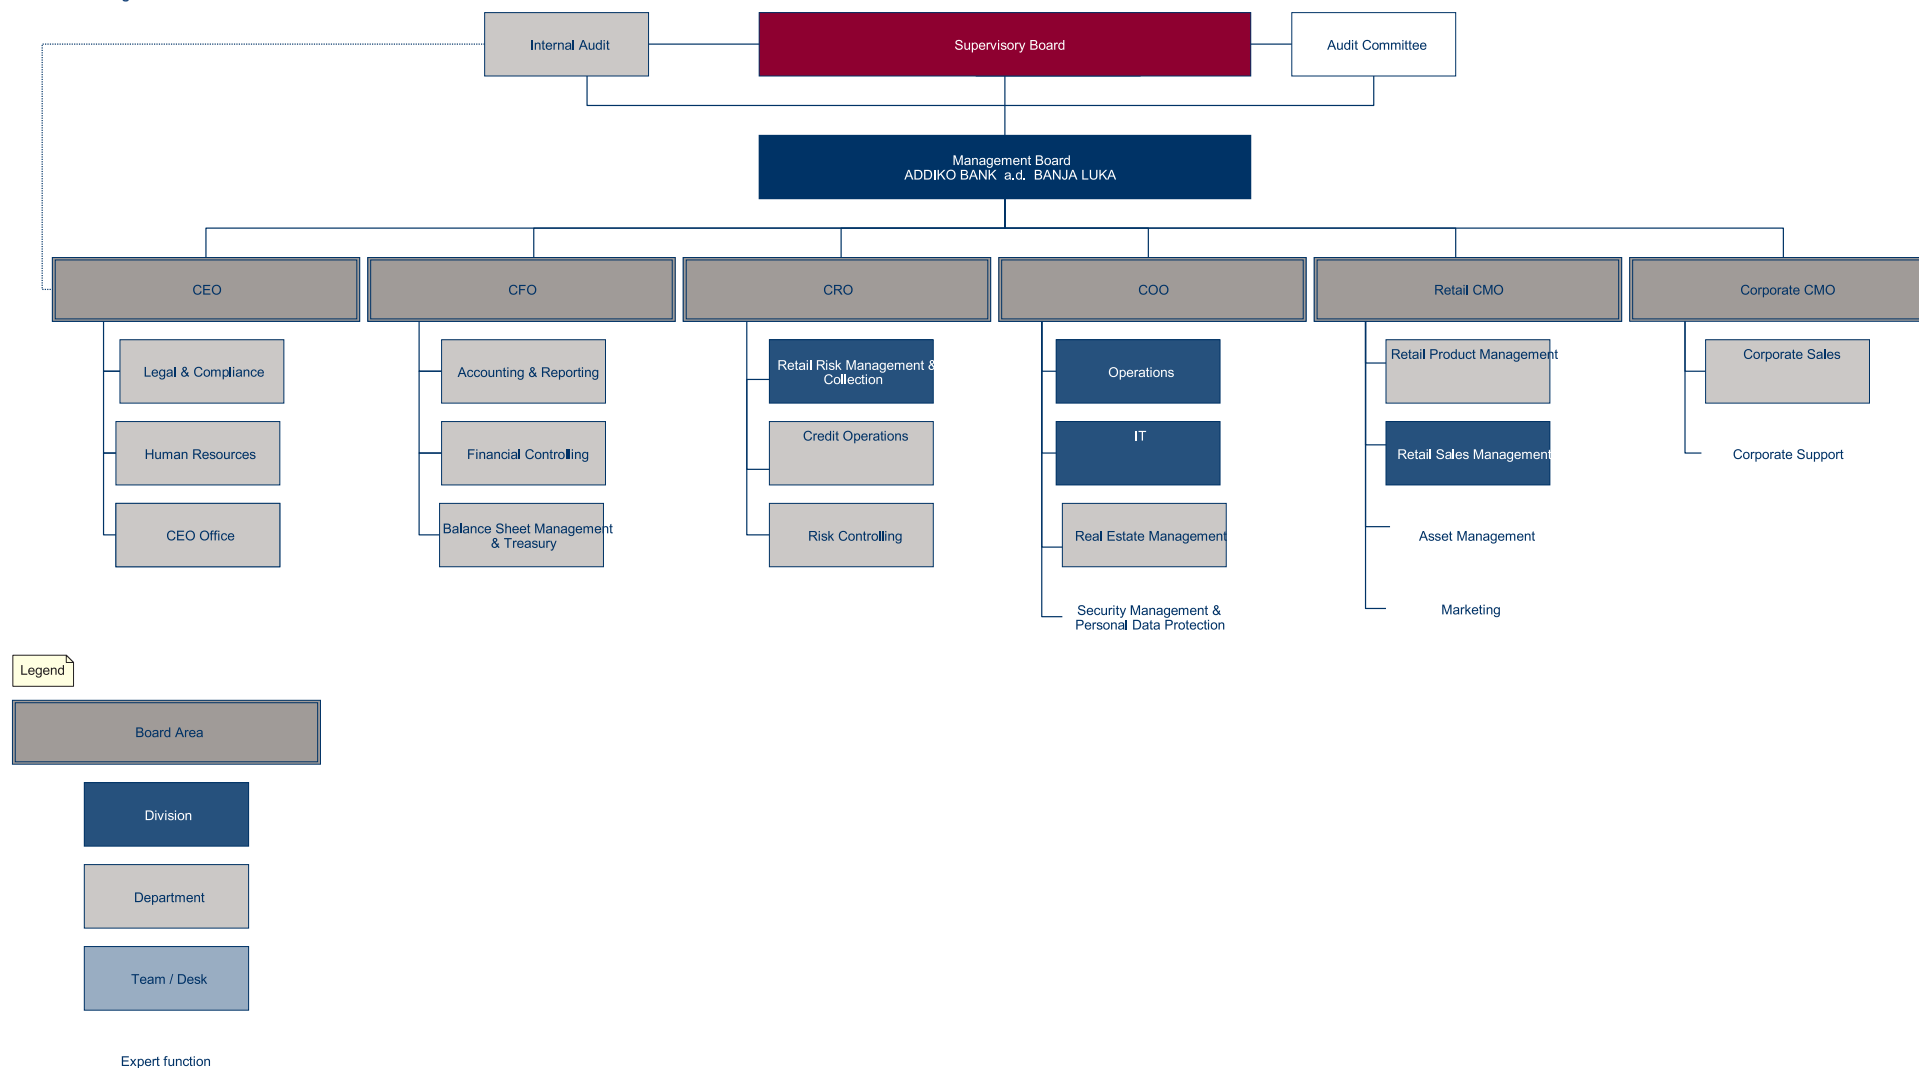 Internal Audit
Supervisory Board
Audit Committee
Management Board
ADDIKO BANK a.d. BANJA LUKA
CEO
CFO
CRO
COO
Retail CMO
Corporate CMO
Legal & Compliance
Accounting & Reporting
Retail Risk Management &
Collection
Operations
Retail Product Management
Corporate Sales
Human Resources
Financial Controlling
Credit Operations
IT
Retail Sales Management
Corporate Support
CEO Office
Balance Sheet Management
& Treasury
Risk Controlling
Real Estate Management
Asset Management
Security Management &
Personal Data Protection
Marketing
Legend
Board Area
Division
Department
Team / Desk
Expert function